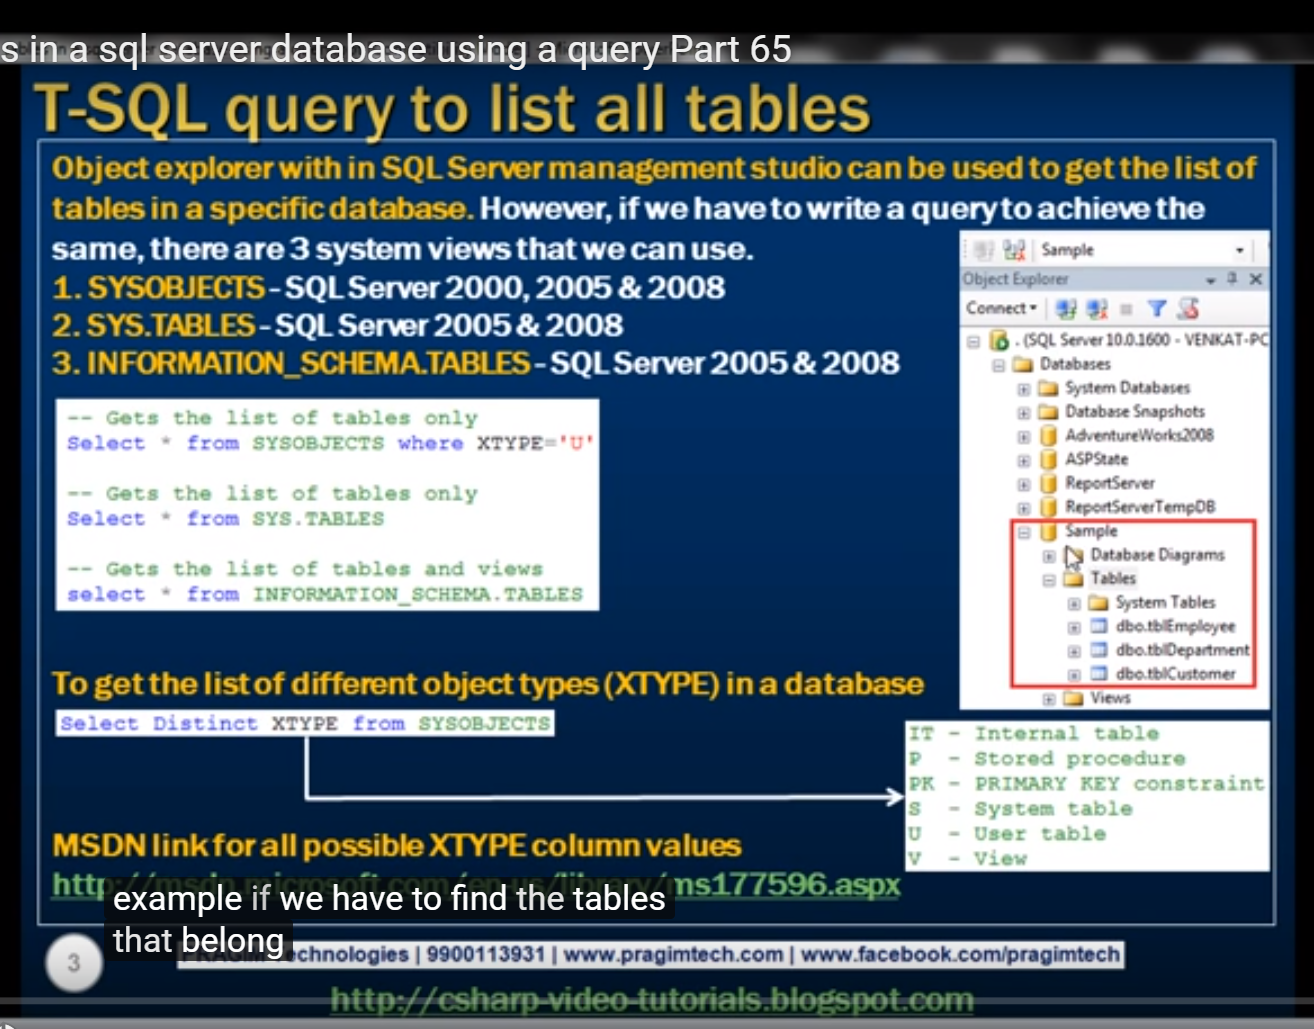 s in a sql server database using a query Part 65
T-SQL query to list all tables
Object explorer with in SQL Server management studio can be used to get the list of
tables in a specific database. However, if we have to write a query to achieve the
same, there are 3 system views that we can use.
1. SYSOBJECTS - SQL Server 2000, 2005 & 2008
2. SYS.TABLES - SQL Server 2005 & 2008
3. INFORMATION_SCHEMA.TABLES - SQL Server 2005 & 2008
-- Gets the list of tables only
Select * from SYSOBJECTS where XTYPE='U'
-- Gets the list of tables only
Select * from SYS.TABLES
-- Gets the list of tables and views
select * from INFORMATION_SCHEMA.TABLES
Sample
Object Explorer
Connect
. (SQL Server 10.0.1600 - VENKAT-PC
Databases
System Databases
Database Snapshots
AdventureWorks2008
ASPState
ReportServer
ReportServerTempDB
Sample
Database Diagrams
Tables
System Tables
dbo.tblEmployee
dbo.tblDepartment
dbo.tblCustomer
Views
To get the list of different object types (XTYPE) in a database
Select Distinct XTYPE from SYSOBJECTS
IT - Internal table
P - Stored procedure
PK - PRIMARY KEY constraint
S - System table
U - User table
V - View
MSDN link for all possible XTYPE column values
http://msdn.microsoft.com/en-us/library/ms177596.aspx
example if we have to find the tables
that belong
3
PRAGIM Technologies | 9900113931 | www.pragimtech.com | www.facebook.com/pragimtech
http://csharp-video-tutorials.blogspot.com